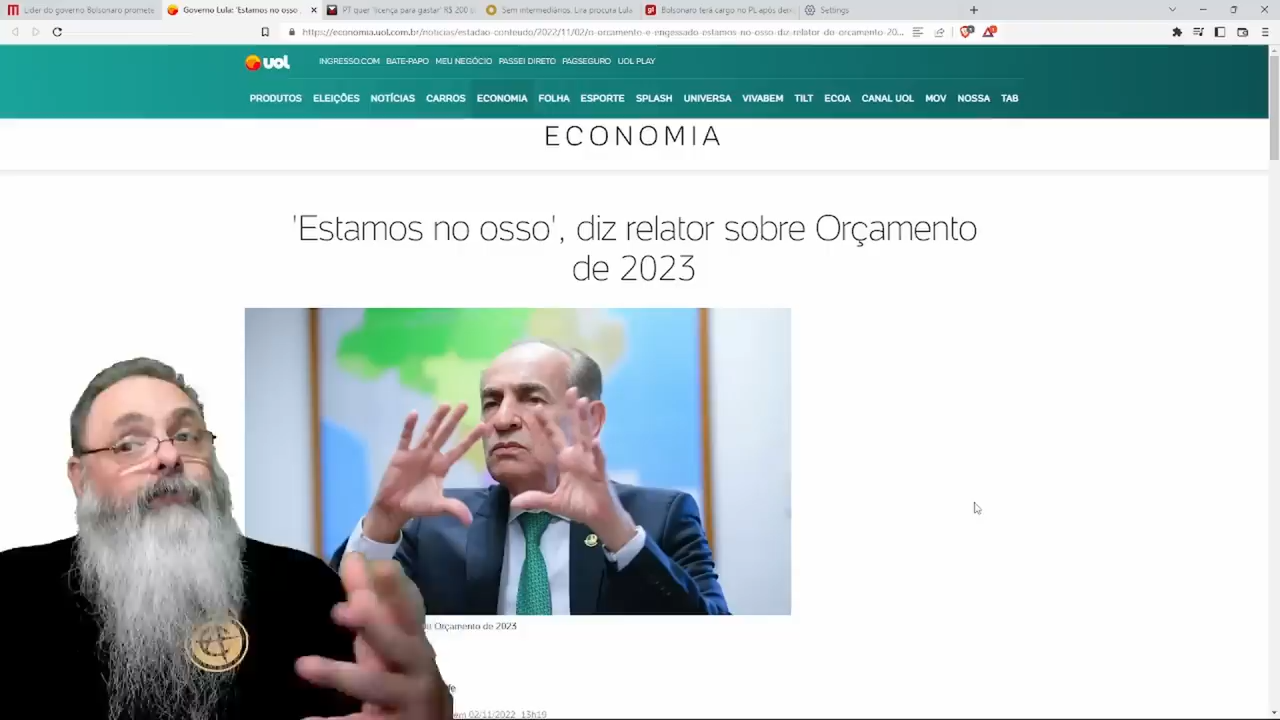 Líder do governo Bolsonaro promete
Governo Lula: 'Estamos no osso
PT quer 'licença para gastar' R$ 200 b
Sem intermediários, Lira procura Lula
Bolsonaro terá cargo no PL após deix
Settings
https://economia.uol.com.br/noticias/estadao-conteudo/2022/11/02/o-orcamento-e-engessado-estamos-no-osso-diz-relator-do-orcamento-20...
UOL
INGRESSO.COM BATE-PAPO MEU NEGÓCIO PASSEI DIRETO PAGSEGURO UOL PLAY
PRODUTOS ELEIÇÕES NOTÍCIAS CARROS ECONOMIA FOLHA ESPORTE SPLASH UNIVERSA VIVABEM TILT ECOA CANAL UOL MOV NOSSA TAB
ECONOMIA
'Estamos no osso', diz relator sobre Orçamento
de 2023
Orçamento de 2023
em 02/11/2022 13h19